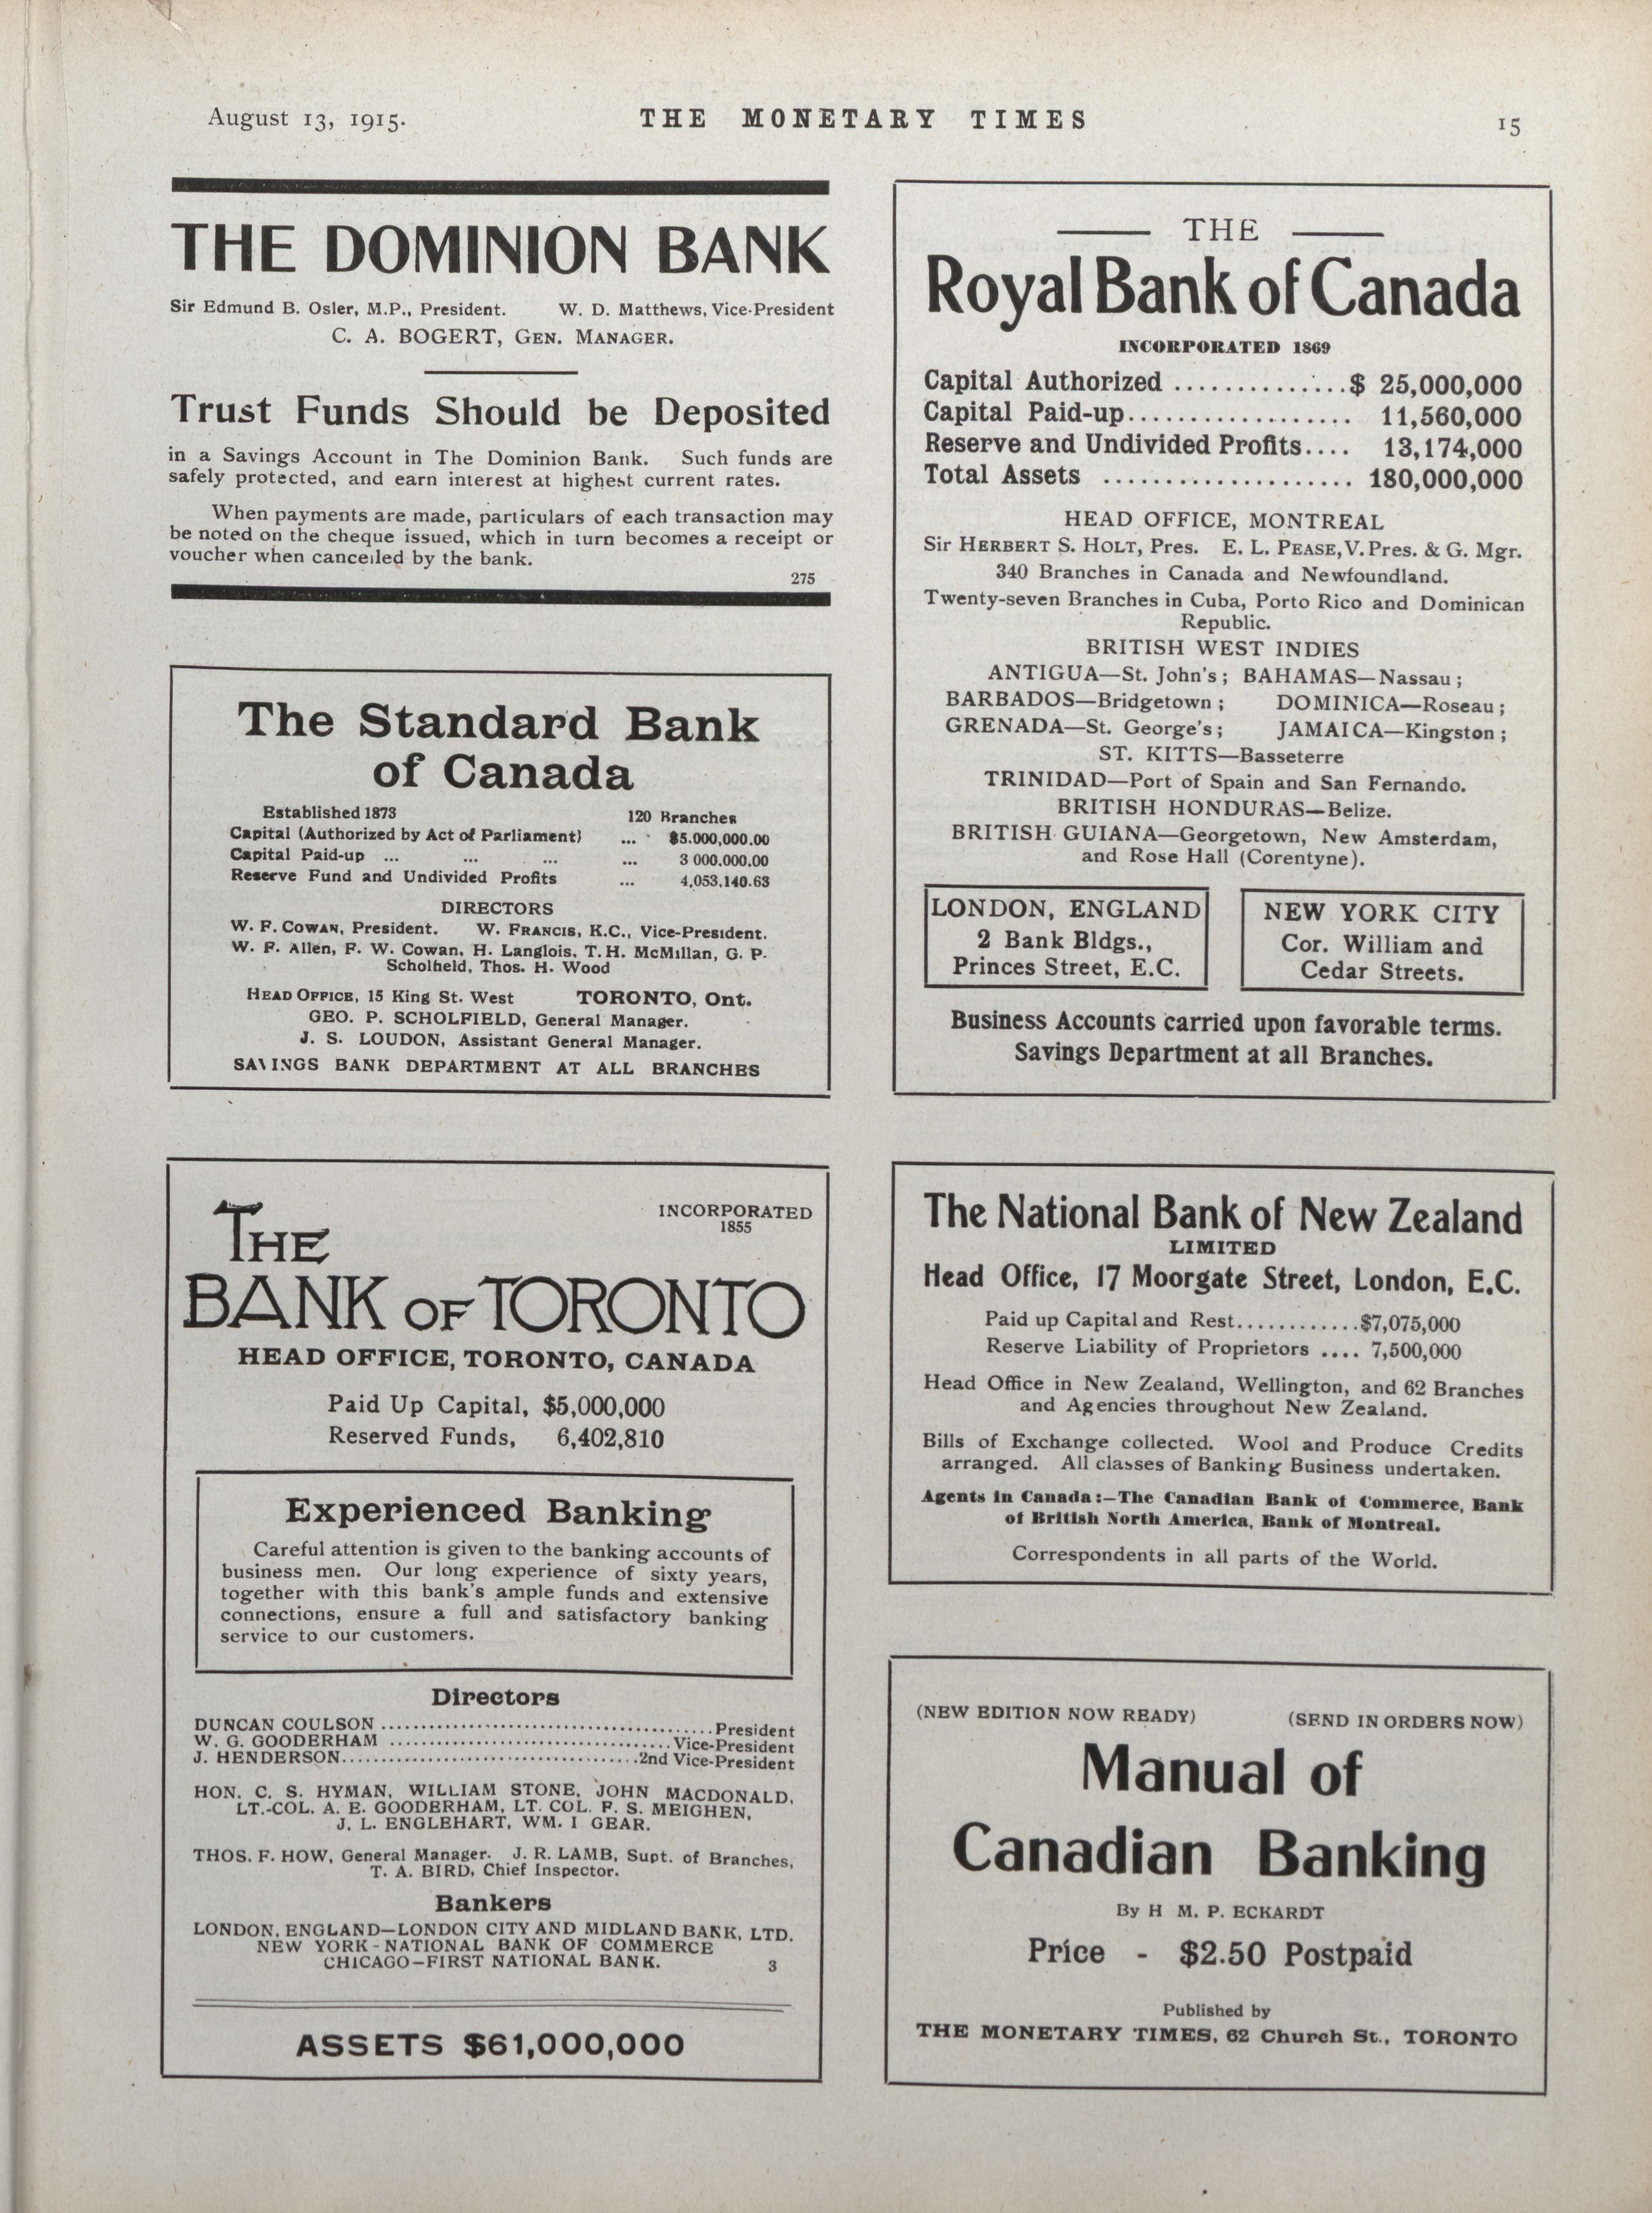 August 13, 1915.
THE MONETARY TIMES
15
THE DOMINION BANK
Sir Edmund B. Osler, M.P., President. W. D. Matthews, Vice-President
C. A. BOGERT, GEN. MANAGER.
Trust Funds Should be Deposited
in a Savings Account in The Dominion Bank. Such funds are
safely protected, and earn interest at highest current rates.
When payments are made, particulars of each transaction may
be noted on the cheque issued, which in turn becomes a receipt or
voucher when cancelled by the bank.
275
The Standard Bank
of Canada
Established 1873 120 Branches
Capital (Authorized by Act of Parliament) ... $5.000,000.00
Capital Paid-up ... ... ... ... 3 000.000.00
Reserve Fund and Undivided Profits ... 4,053,140.63
DIRECTORS
W. F. COWAN, President. W. FRANCIS, K.C., Vice-President.
W. F. Allen, F. W. Cowan, H. Langlois, T. H. McMillan, G. P.
Scholfield, Thos. H. Wood
HEAD OFFICE, 15 King St. West TORONTO, Ont.
GEO. P. SCHOLFIELD, General Manager.
J. S. LOUDON, Assistant General Manager.
SAVINGS BANK DEPARTMENT AT ALL BRANCHES
INCORPORATED
1855
THE
BANK OF TORONTO
HEAD OFFICE, TORONTO, CANADA
Paid Up Capital, $5,000,000
Reserved Funds, 6,402,810
Experienced Banking
Careful attention is given to the banking accounts of
business men. Our long experience of sixty years,
together with this bank's ample funds and extensive
connections, ensure a full and satisfactory banking
service to our customers.
Directors
DUNCAN COULSON ........................................ President
W. G. GOODERHAM .................................. Vice-President
J. HENDERSON.................................... 2nd Vice-President
HON. C. S. HYMAN, WILLIAM STONE, JOHN MACDONALD,
LT.-COL. A. E. GOODERHAM, LT. COL. F. S. MEIGHEN,
J. L. ENGLEHART, WM. I GEAR.
THOS. F. HOW, General Manager. J. R. LAMB, Supt. of Branches,
T. A. BIRD, Chief Inspector.
Bankers
LONDON, ENGLAND—LONDON CITY AND MIDLAND BANK, LTD.
NEW YORK-NATIONAL BANK OF COMMERCE
CHICAGO—FIRST NATIONAL BANK.
3
ASSETS $61,000,000
THE
Royal Bank of Canada
INCORPORATED 1869
Capital Authorized ..............$ 25,000,000
Capital Paid-up.................. 11,560,000
Reserve and Undivided Profits.... 13,174,000
Total Assets .................... 180,000,000
HEAD OFFICE, MONTREAL
Sir HERBERT S. HOLT, Pres. E. L. PEASE, V. Pres. & G. Mgr.
340 Branches in Canada and Newfoundland.
Twenty-seven Branches in Cuba, Porto Rico and Dominican
Republic.
BRITISH WEST INDIES
ANTIGUA—St. John's; BAHAMAS—Nassau;
BARBADOS—Bridgetown; DOMINICA—Roseau;
GRENADA—St. George's; JAMAICA—Kingston;
ST. KITTS—Basseterre
TRINIDAD—Port of Spain and San Fernando.
BRITISH HONDURAS—Belize.
BRITISH GUIANA—Georgetown, New Amsterdam,
and Rose Hall (Corentyne).
LONDON, ENGLAND
2 Bank Bldgs.,
Princes Street, E.C.
NEW YORK CITY
Cor. William and
Cedar Streets.
Business Accounts carried upon favorable terms.
Savings Department at all Branches.
The National Bank of New Zealand
LIMITED
Head Office, 17 Moorgate Street, London, E.C.
Paid up Capital and Rest............$7,075,000
Reserve Liability of Proprietors .... 7,500,000
Head Office in New Zealand, Wellington, and 62 Branches
and Agencies throughout New Zealand.
Bills of Exchange collected. Wool and Produce Credits
arranged. All classes of Banking Business undertaken.
Agents in Canada:—The Canadian Bank of Commerce, Bank
of British North America, Bank of Montreal.
Correspondents in all parts of the World.
(NEW EDITION NOW READY) (SEND IN ORDERS NOW)
Manual of
Canadian Banking
By H M. P. ECKARDT
Price - $2.50 Postpaid
Published by
THE MONETARY TIMES, 62 Church St., TORONTO